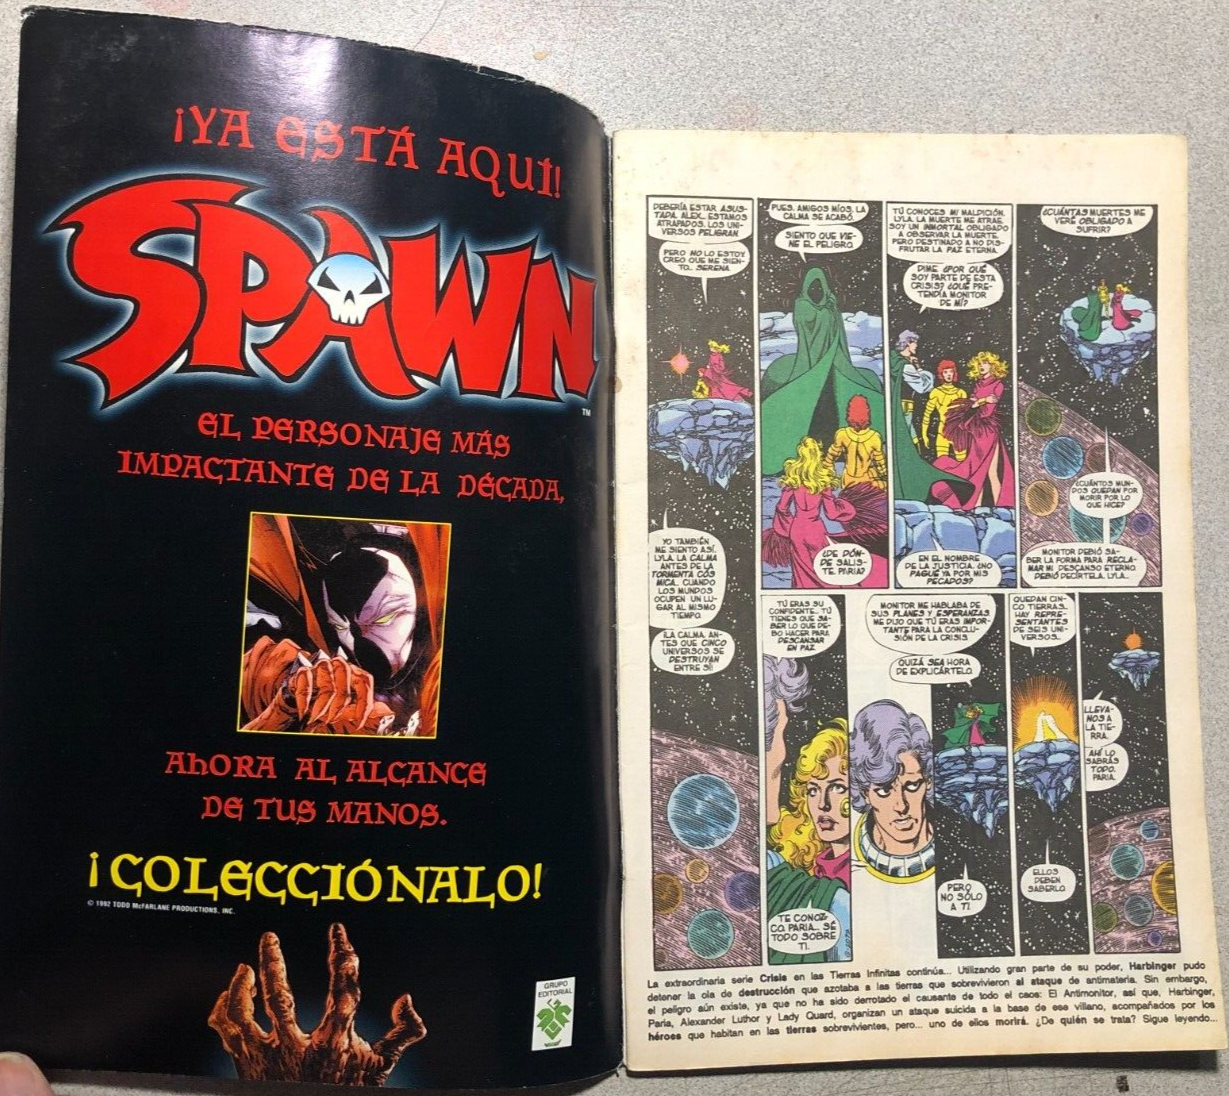 ¡YA ESTÁ AQUÍ!
SPAWN
TM
EL PERSONAJE MÁS
IMPACTANTE DE LA DÉCADA,
AHORA AL ALCANCE
DE TUS MANOS.
¡COLECCIÓNALO!
© 1992 TODD McFARLANE PRODUCTIONS, INC.
GRUPO
EDITORIAL
DEBERÍA ESTAR ASUS-
TADA, ALEX... ESTAMOS
ATRAPADOS. LOS UNI-
VERSOS PELIGRAN.
PERO NO LO ESTOY.
CREO QUE ME SIEN-
TO... SERENA.
YO TAMBIÉN
ME SIENTO ASÍ,
LYLA. LA CALMA
ANTES DE LA
TORMENTA CÓS
MICA... CUANDO
LOS MUNDOS
OCUPEN UN LU-
GAR AL MISMO
TIEMPO.
¡LA CALMA, AN-
TES QUE CINCO
UNIVERSOS SE
DESTRUYAN
ENTRE SÍ!
PUES, AMIGOS MÍOS, LA
CALMA SE ACABÓ.
SIENTO QUE VIE-
NE EL PELIGRO.
¿DE DÓN-
DE SALIS-
TE, PARIA?
TÚ CONOCES MI MALDICIÓN,
LYLA. LA MUERTE ME ATRAE.
SOY UN INMORTAL OBLIGADO
A OBSERVAR LA MUERTE,
PERO DESTINADO A NO DIS-
FRUTAR LA PAZ ETERNA.
DIME, ¿POR QUÉ
SOY PARTE DE ESTA
CRISIS? ¿QUÉ PRE-
TENDÍA MONITOR
DE MÍ?
EN EL NOMBRE
DE LA JUSTICIA, ¿NO
PAGUÉ YA POR MIS
PECADOS?
¿CUÁNTAS MUERTES ME
VERÉ OBLIGADO A
SUFRIR?
¿CUÁNTOS MUN-
DOS QUEDAN POR
MORIR POR LO
QUE HICE?
MONITOR DEBIÓ SA-
BER LA FORMA PARA RECLA-
MAR MI DESCANSO ETERNO.
DEBIÓ DECÍRTELA, LYLA...
TÚ ERAS SU
CONFIDENTE. TÚ
TIENES QUE SA-
BER LO QUE DE-
BO HACER PARA
DESCANSAR
EN PAZ.
TE CONOZ-
CO, PARIA... SÉ
TODO SOBRE
TI.
MONITOR ME HABLABA DE
SUS PLANES Y ESPERANZAS.
ME DIJO QUE TÚ ERAS IMPOR-
TANTE PARA LA CONCLU-
SIÓN DE LA CRISIS.
QUIZÁ SEA HORA
DE EXPLICÁRTELO.
PERO
NO SÓLO
A TI.
QUEDAN CIN-
CO TIERRAS...
HAY REPRE-
SENTANTES
DE SEIS UNI-
VERSOS...
ELLOS
DEBEN
SABERLO.
LLEVA-
NOS A
LA TIE-
RRA.
AHÍ LO
SABRÁS
TODO,
PARIA.
La extraordinaria serie Crisis en las Tierras Infinitas continúa... Utilizando gran parte de su poder, Harbinger pudo
detener la ola de destrucción que azotaba a las tierras que sobrevivieron al ataque de antimateria. Sin embargo,
el peligro aún existe, ya que no ha sido derrotado el causante de todo el caos: El Antimonitor, así que, Harbinger,
Paria, Alexander Luthor y Lady Quard, organizan un ataque suicida a la base de ese villano, acompañados por los
héroes que habitan en las tierras sobrevivientes, pero... uno de ellos morirá. ¿De quién se trata? Sigue leyendo...